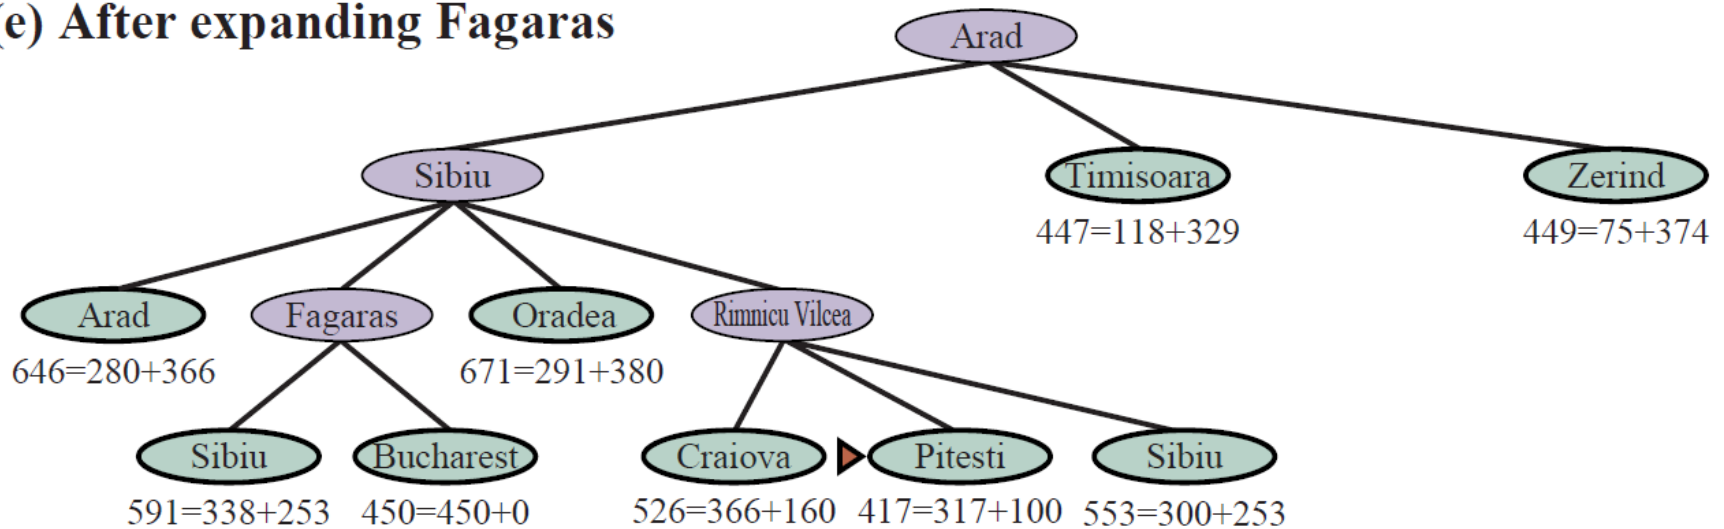 (e) After expanding Fagaras
Arad
Sibiu Timisoara Zerind
447=118+329 449=75+374
Arad Fagaras Oradea Rimnicu Vilcea
646=280+366 671=291+380
Sibiu Bucharest Craiova Pitesti Sibiu
591=338+253 450=450+0 526=366+160 417=317+100 553=300+253